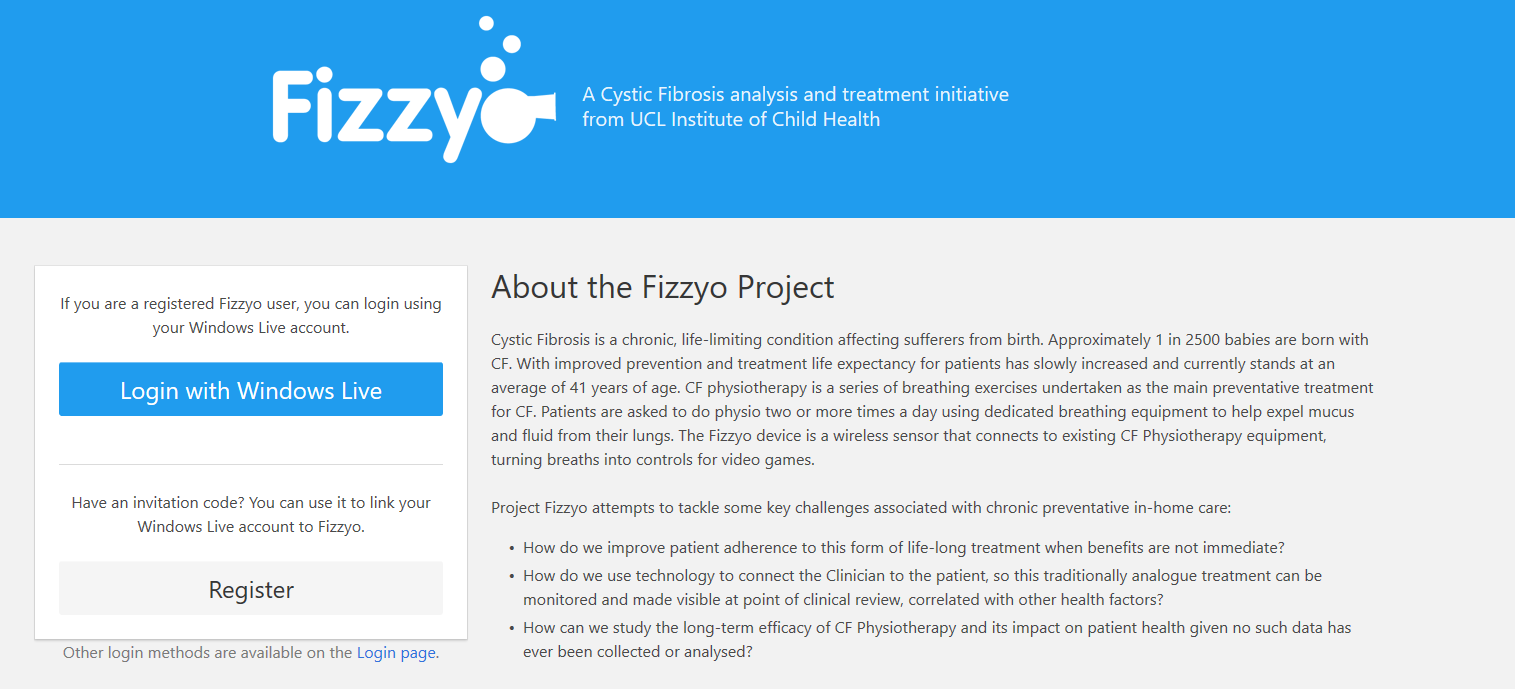 Fizzyo
A Cystic Fibrosis analysis and treatment initiative
from UCL Institute of Child Health
If you are a registered Fizzyo user, you can login using
your Windows Live account.
Login with Windows Live
Have an invitation code? You can use it to link your
Windows Live account to Fizzyo.
Register
Other login methods are available on the Login page.
About the Fizzyo Project
Cystic Fibrosis is a chronic, life-limiting condition affecting sufferers from birth. Approximately 1 in 2500 babies are born with
CF. With improved prevention and treatment life expectancy for patients has slowly increased and currently stands at an
average of 41 years of age. CF physiotherapy is a series of breathing exercises undertaken as the main preventative treatment
for CF. Patients are asked to do physio two or more times a day using dedicated breathing equipment to help expel mucus
and fluid from their lungs. The Fizzyo device is a wireless sensor that connects to existing CF Physiotherapy equipment,
turning breaths into controls for video games.
Project Fizzyo attempts to tackle some key challenges associated with chronic preventative in-home care:
• How do we improve patient adherence to this form of life-long treatment when benefits are not immediate?
• How do we use technology to connect the Clinician to the patient, so this traditionally analogue treatment can be
monitored and made visible at point of clinical review, correlated with other health factors?
• How can we study the long-term efficacy of CF Physiotherapy and its impact on patient health given no such data has
ever been collected or analysed?